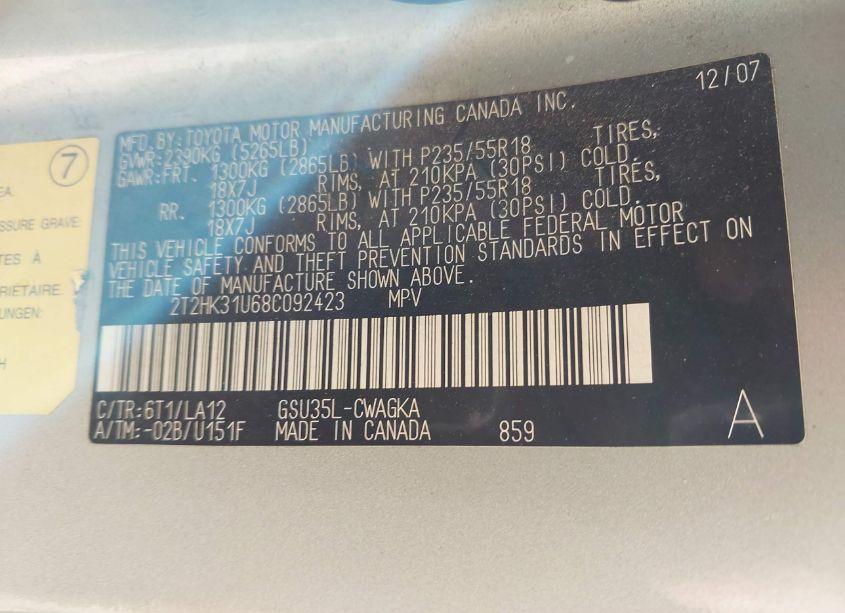 12/07
MFD. BY: TOYOTA MOTOR MANUFACTURING CANADA INC.
GVWR: 2390KG (5265LB)
GAWR: FRT. 1300KG (2865LB) WITH P235/55R18 TIRES,
18X7J RIMS, AT 210KPA (30PSI) COLD.
RR. 1300KG (2865LB) WITH P235/55R18 TIRES,
18X7J RIMS, AT 210KPA (30PSI) COLD.
THIS VEHICLE CONFORMS TO ALL APPLICABLE FEDERAL MOTOR
VEHICLE SAFETY AND THEFT PREVENTION STANDARDS IN EFFECT ON
THE DATE OF MANUFACTURE SHOWN ABOVE.
2T2HK31U68C092423 MPV
C/TR: 6T1/LA12 GSU35L-CWAGKA
A/TM: -02B/U151F MADE IN CANADA 859 A
7
EA.
SSURE GRAVE.
TES À
RIETAIRE.
UNGEN:
H